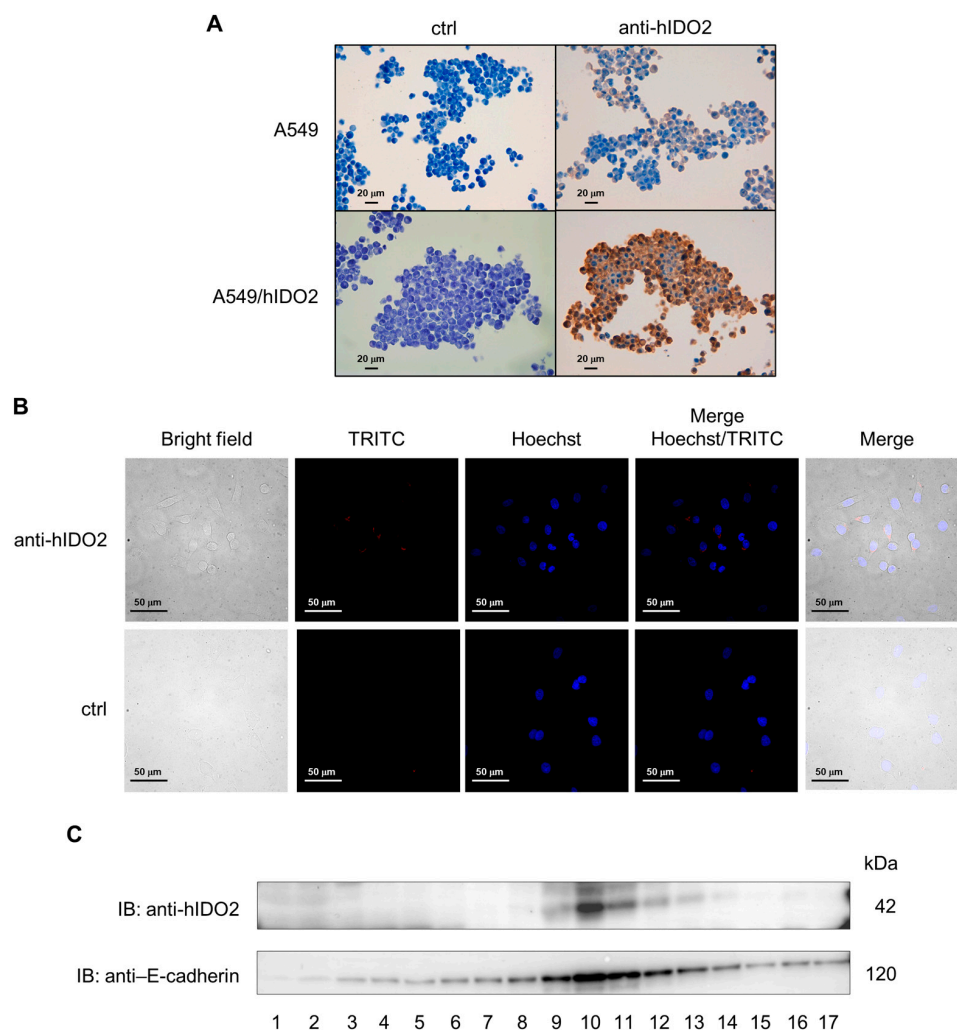 A
ctrl
anti-hIDO2
A549
20 μm
20 μm
A549/hIDO2
20 μm
20 μm
B
Bright field
TRITC
Hoechst
Merge
Hoechst/TRITC
Merge
anti-hIDO2
50 μm
50 μm
50 μm
50 μm
50 μm
ctrl
50 μm
50 μm
50 μm
50 μm
50 μm
C
kDa
IB: anti-hIDO2
42
IB: anti–E-cadherin
120
1 2 3 4 5 6 7 8 9 10 11 12 13 14 15 16 17